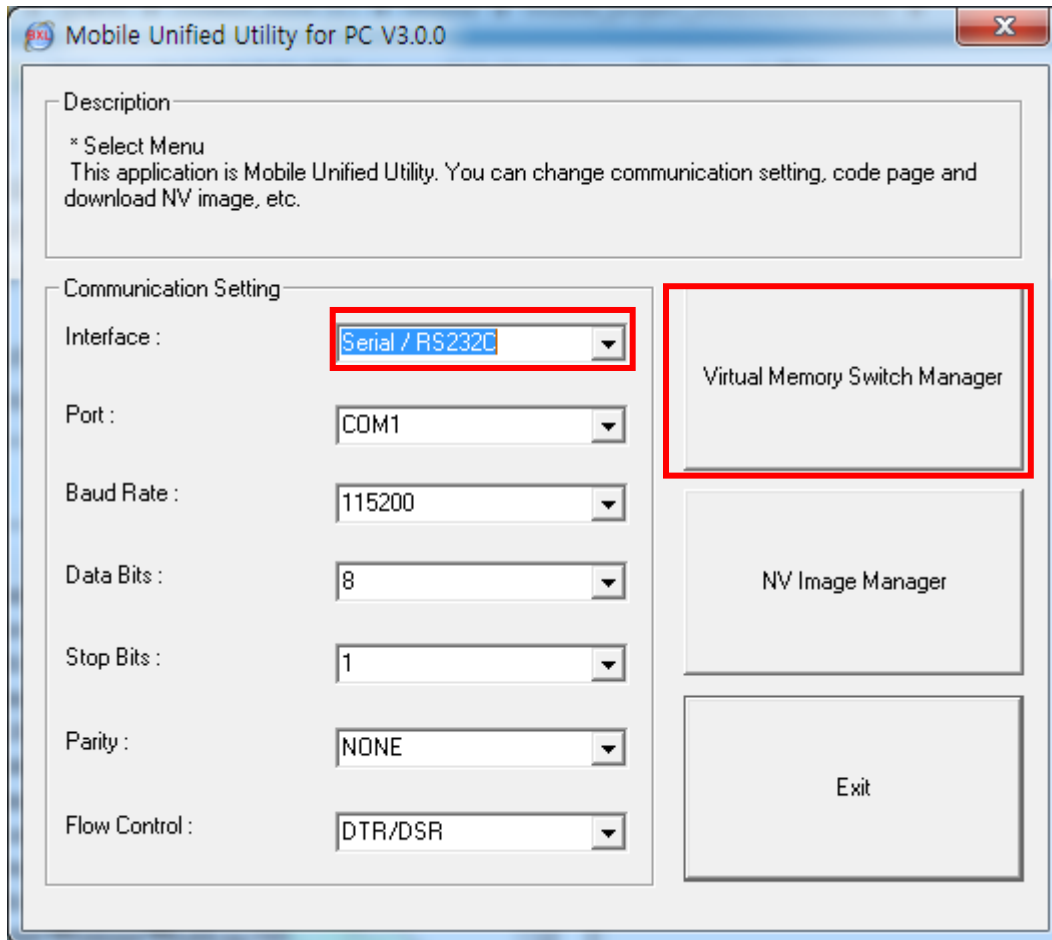 BXL Mobile Unified Utility for PC V3.0.0
Description
* Select Menu
This application is Mobile Unified Utility. You can change communication setting, code page and
download NV image, etc.
Communication Setting
Interface : Serial / RS232C
Port : COM1
Baud Rate : 115200
Data Bits : 8
Stop Bits : 1
Parity : NONE
Flow Control : DTR/DSR
Virtual Memory Switch Manager
NV Image Manager
Exit